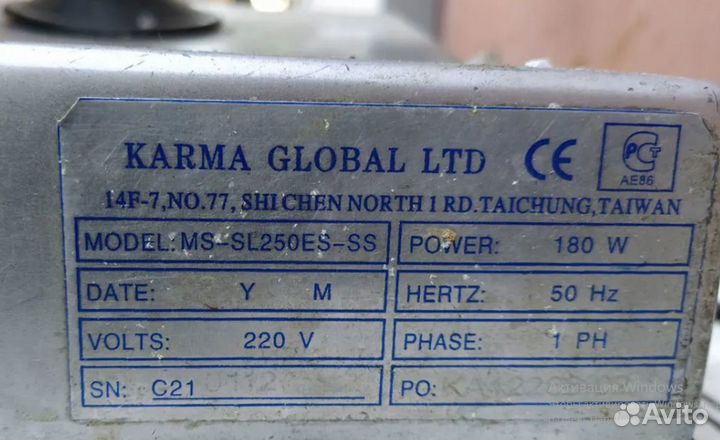 KARMA GLOBAL LTD CE PCT
AE86
14F-7,NO.77, SHI CHEN NORTH 1 RD.TAICHUNG,TAIWAN
MODEL: MS-SL250ES-SS POWER: 180 W
DATE: Y M HERTZ: 50 Hz
VOLTS: 220 V PHASE: 1 PH
SN: C21 PO:
Активация Windows
Avito